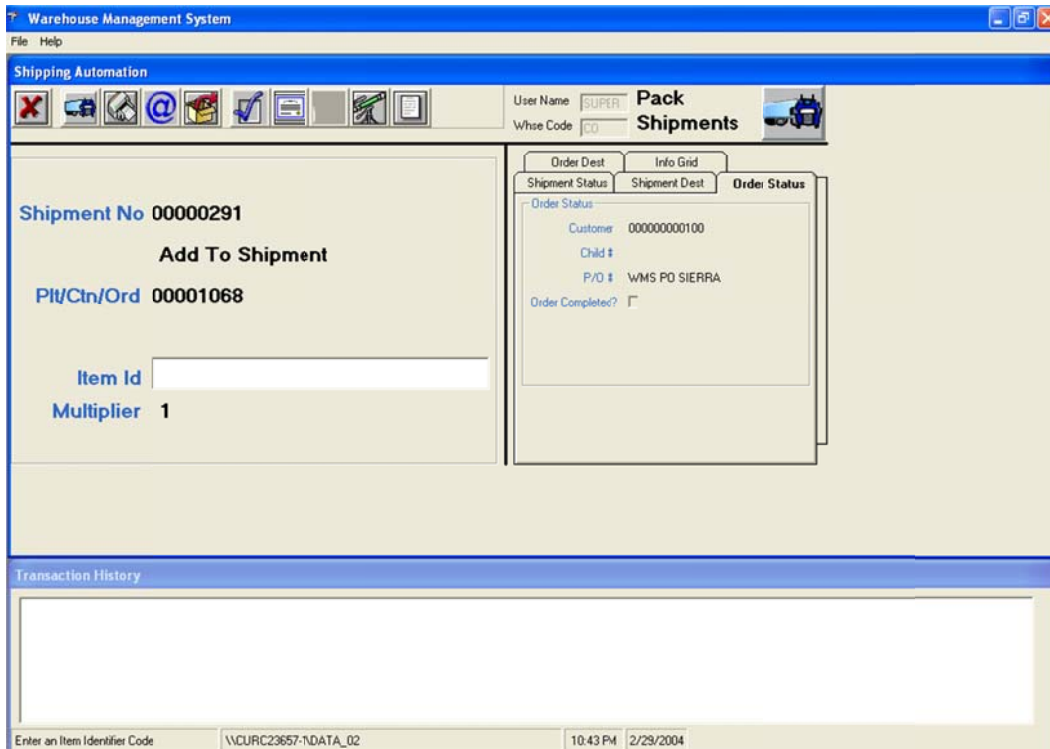 Warehouse Management System
File Help
Shipping Automation
User Name SUPER
Whse Code CO
Pack
Shipments
Shipment No 00000291
Add To Shipment
Plt/Ctn/Ord 00001068
Item Id
Multiplier 1
Order Dest Info Grid
Shipment Status Shipment Dest Order Status
Order Status
Customer 000000000100
Child #
P/O # WMS PO SIERRA
Order Completed?
Transaction History
Enter an Item Identifier Code \\CURC23657-1\DATA_02 10:43 PM 2/29/2004